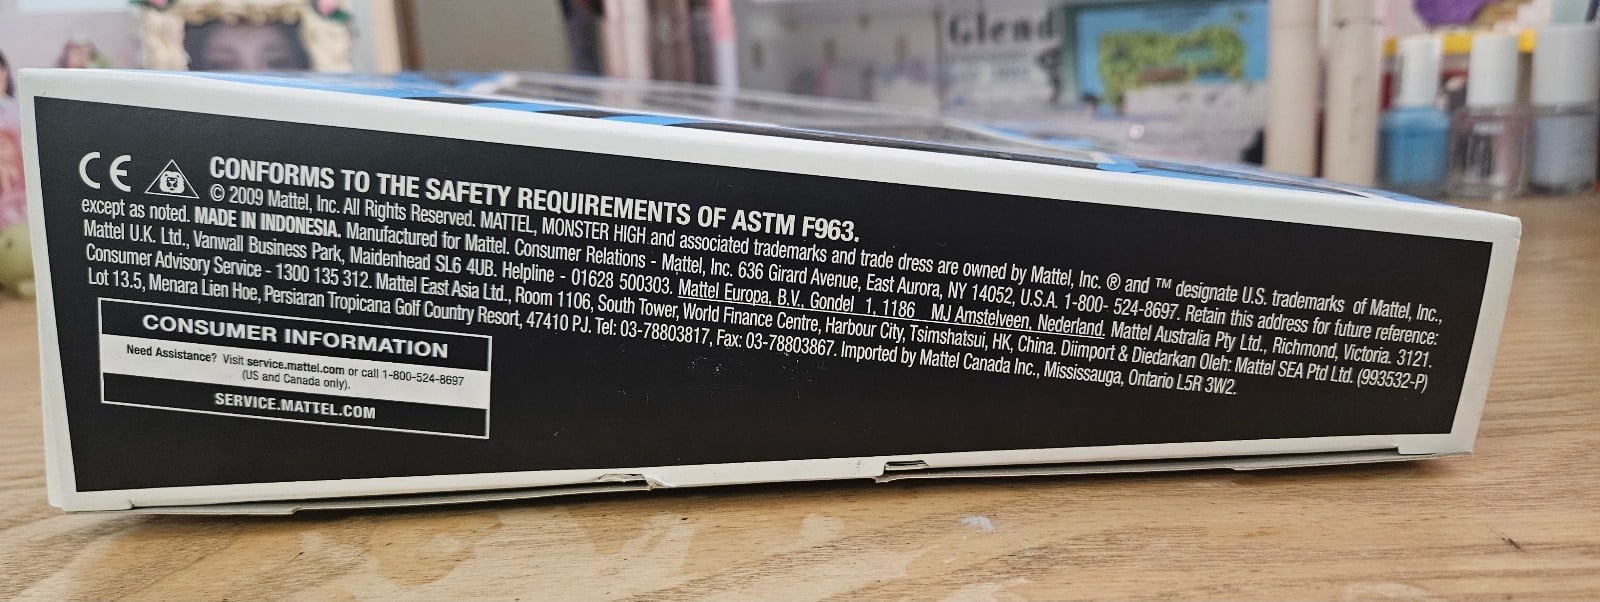 Glend
CE
CONFORMS TO THE SAFETY REQUIREMENTS OF ASTM F963.
© 2009 Mattel, Inc. All Rights Reserved. MATTEL, MONSTER HIGH and associated trademarks and trade dress are owned by Mattel, Inc. ® and ™ designate U.S. trademarks of Mattel, Inc.,
except as noted. MADE IN INDONESIA. Manufactured for Mattel. Consumer Relations - Mattel, Inc. 636 Girard Avenue, East Aurora, NY 14052, U.S.A. 1-800- 524-8697. Retain this address for future reference:
Mattel U.K. Ltd., Vanwall Business Park, Maidenhead SL6 4UB. Helpline - 01628 500303. Mattel Europa, B.V., Gondel 1, 1186 MJ Amstelveen, Nederland. Mattel Australia Pty Ltd., Richmond, Victoria. 3121.
Consumer Advisory Service - 1300 135 312. Mattel East Asia Ltd., Room 1106, South Tower, World Finance Centre, Harbour City, Tsimshatsui, HK, China. Diimport & Diedarkan Oleh: Mattel SEA Ptd Ltd. (993532-P)
Lot 13.5, Menara Lien Hoe, Persiaran Tropicana Golf Country Resort, 47410 PJ. Tel: 03-78803817, Fax: 03-78803867. Imported by Mattel Canada Inc., Mississauga, Ontario L5R 3W2.
CONSUMER INFORMATION
Need Assistance? Visit service.mattel.com or call 1-800-524-8697
(US and Canada only).
SERVICE.MATTEL.COM